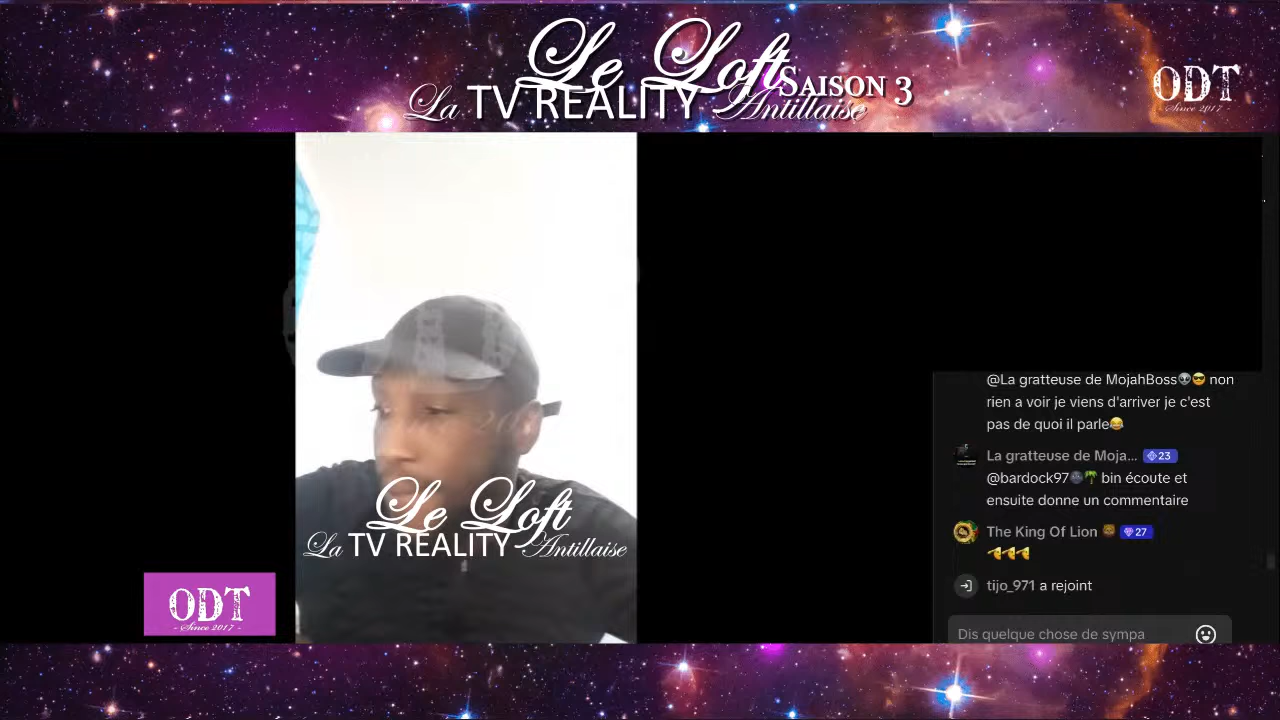 Le Loft SAISON 3
La TV REALITY Antillaise
ODT
Since 2017
@La gratteuse de MojahBoss👽😎 non
rien a voir je viens d'arriver je c'est
pas de quoi il parle😂
La gratteuse de Moja... 23
@bardock97🌚🌴 bin écoute et
ensuite donne un commentaire
The King Of Lion 🦁 27
tijo_971 a rejoint
Dis quelque chose de sympa
Le Loft
La TV RÉALITY Antillaise
ODT
- Since 2017 -